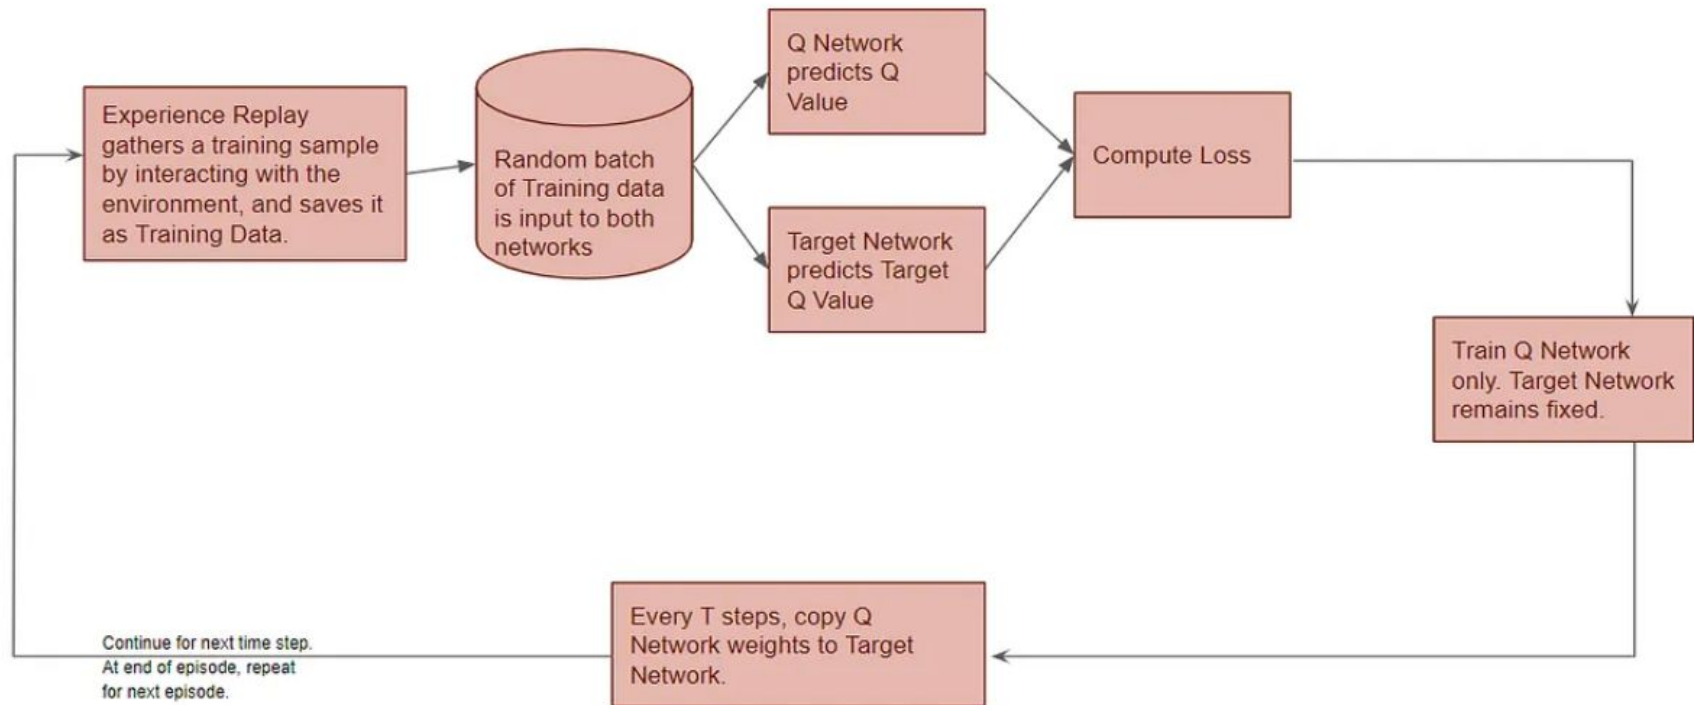 Experience Replay
gathers a training sample
by interacting with the
environment, and saves it
as Training Data.
Random batch
of Training data
is input to both
networks
Q Network
predicts Q
Value
Target Network
predicts Target
Q Value
Compute Loss
Train Q Network
only. Target Network
remains fixed.
Every T steps, copy Q
Network weights to Target
Network.
Continue for next time step.
At end of episode, repeat
for next episode.